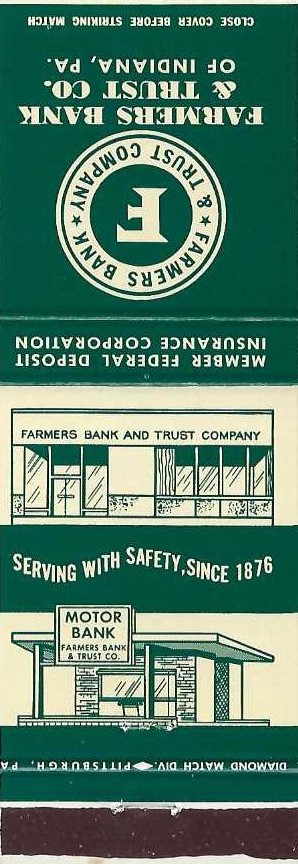 CLOSE COVER BEFORE STRIKING MATCH
FARMERS BANK
& TRUST CO.
OF INDIANA, PA.
★ FARMERS BANK ★
& TRUST COMPANY
F
MEMBER FEDERAL DEPOSIT
INSURANCE CORPORATION
FARMERS BANK AND TRUST COMPANY
SERVING WITH SAFETY, SINCE 1876
MOTOR
BANK
FARMERS BANK
& TRUST CO.
DIAMOND MATCH DIV. PITTSBURGH, PA